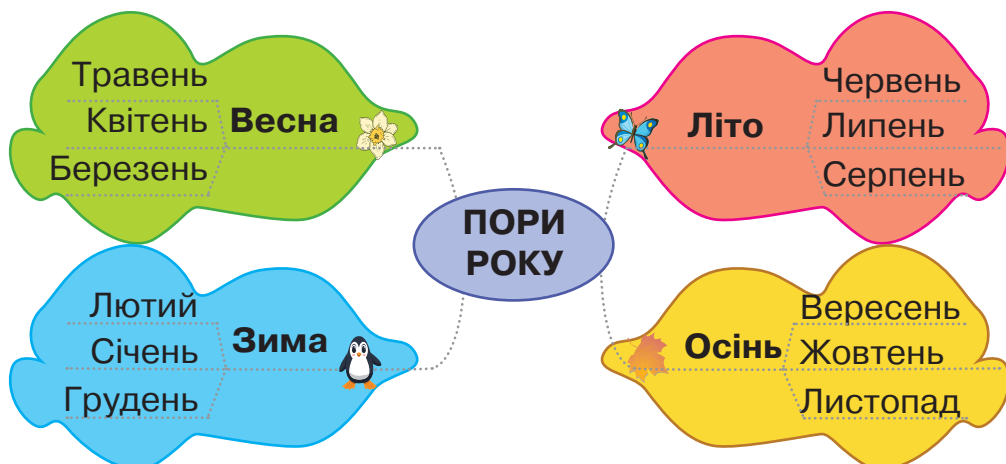 Травень
Квітень
Березень
Весна
Червень
Липень
Серпень
Літо
ПОРИ
РОКУ
Лютий
Січень
Грудень
Зима
Вересень
Жовтень
Листопад
Осінь